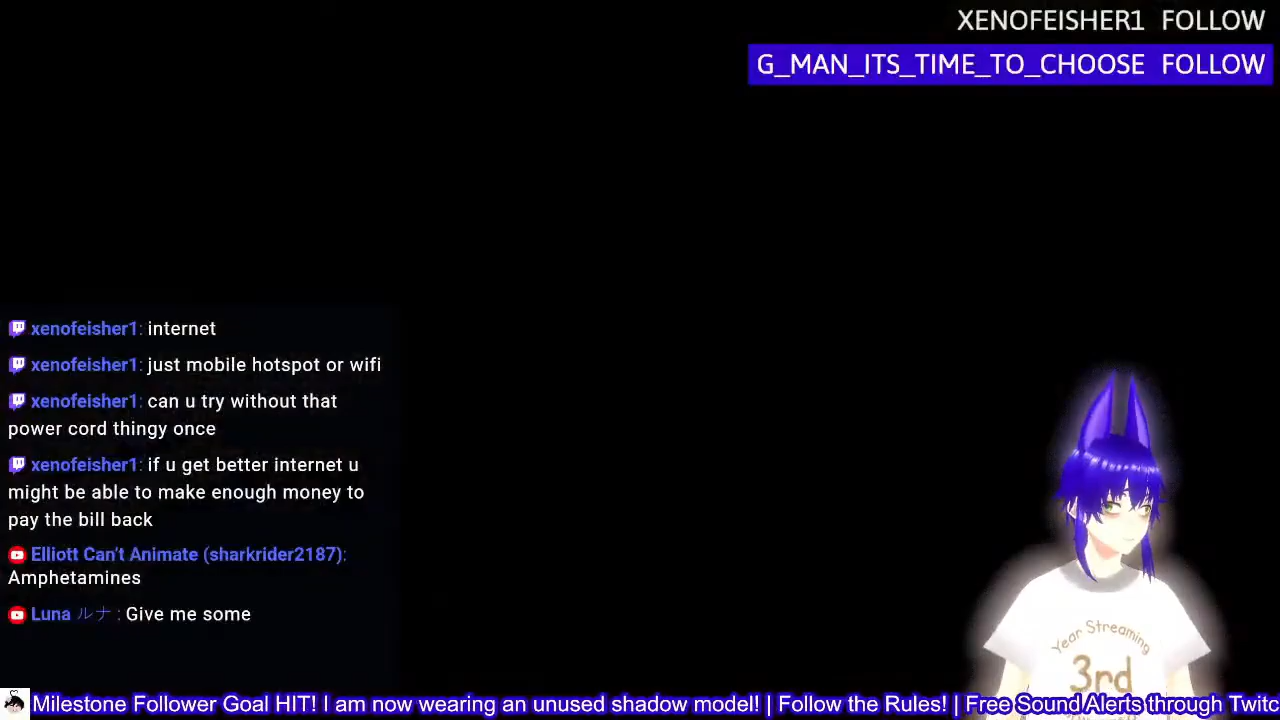 XENOFEISHER1 FOLLOW
G_MAN_ITS_TIME_TO_CHOOSE FOLLOW
xenofeisher1: internet
xenofeisher1: just mobile hotspot or wifi
xenofeisher1: can u try without that
power cord thingy once
xenofeisher1: if u get better internet u
might be able to make enough money to
pay the bill back
Elliott Can't Animate (sharkrider2187):
Amphetamines
Luna ルナ : Give me some
Year Streaming
3rd
Milestone Follower Goal HIT! I am now wearing an unused shadow model! | Follow the Rules! | Free Sound Alerts through Twitc